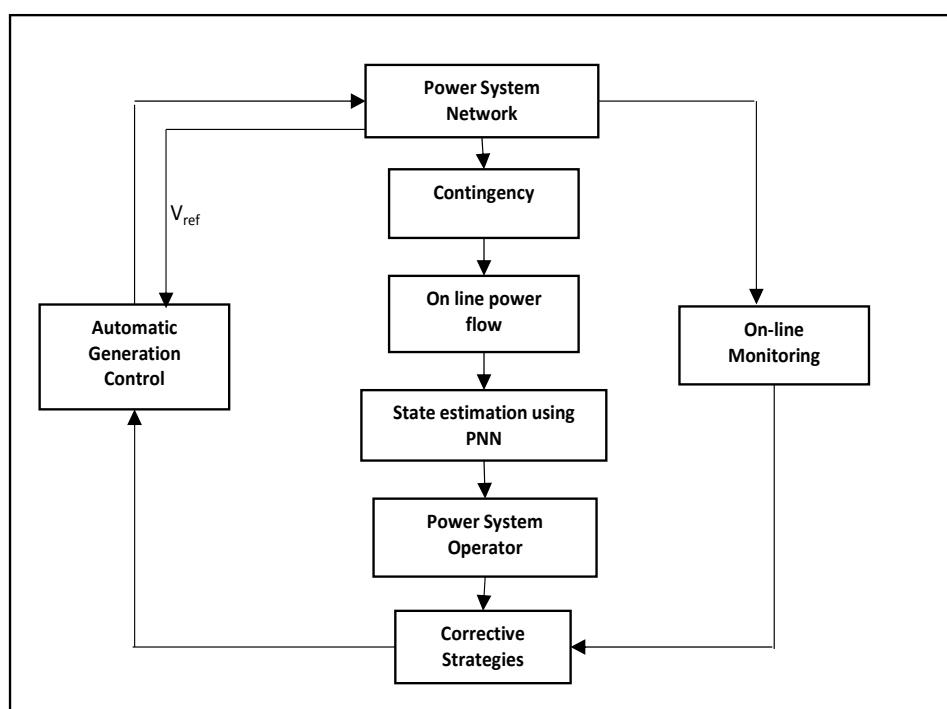 Power System
Network
Contingency
V_ref
On line power
flow
Automatic
Generation
Control
On-line
Monitoring
State estimation using
PNN
Power System
Operator
Corrective
Strategies